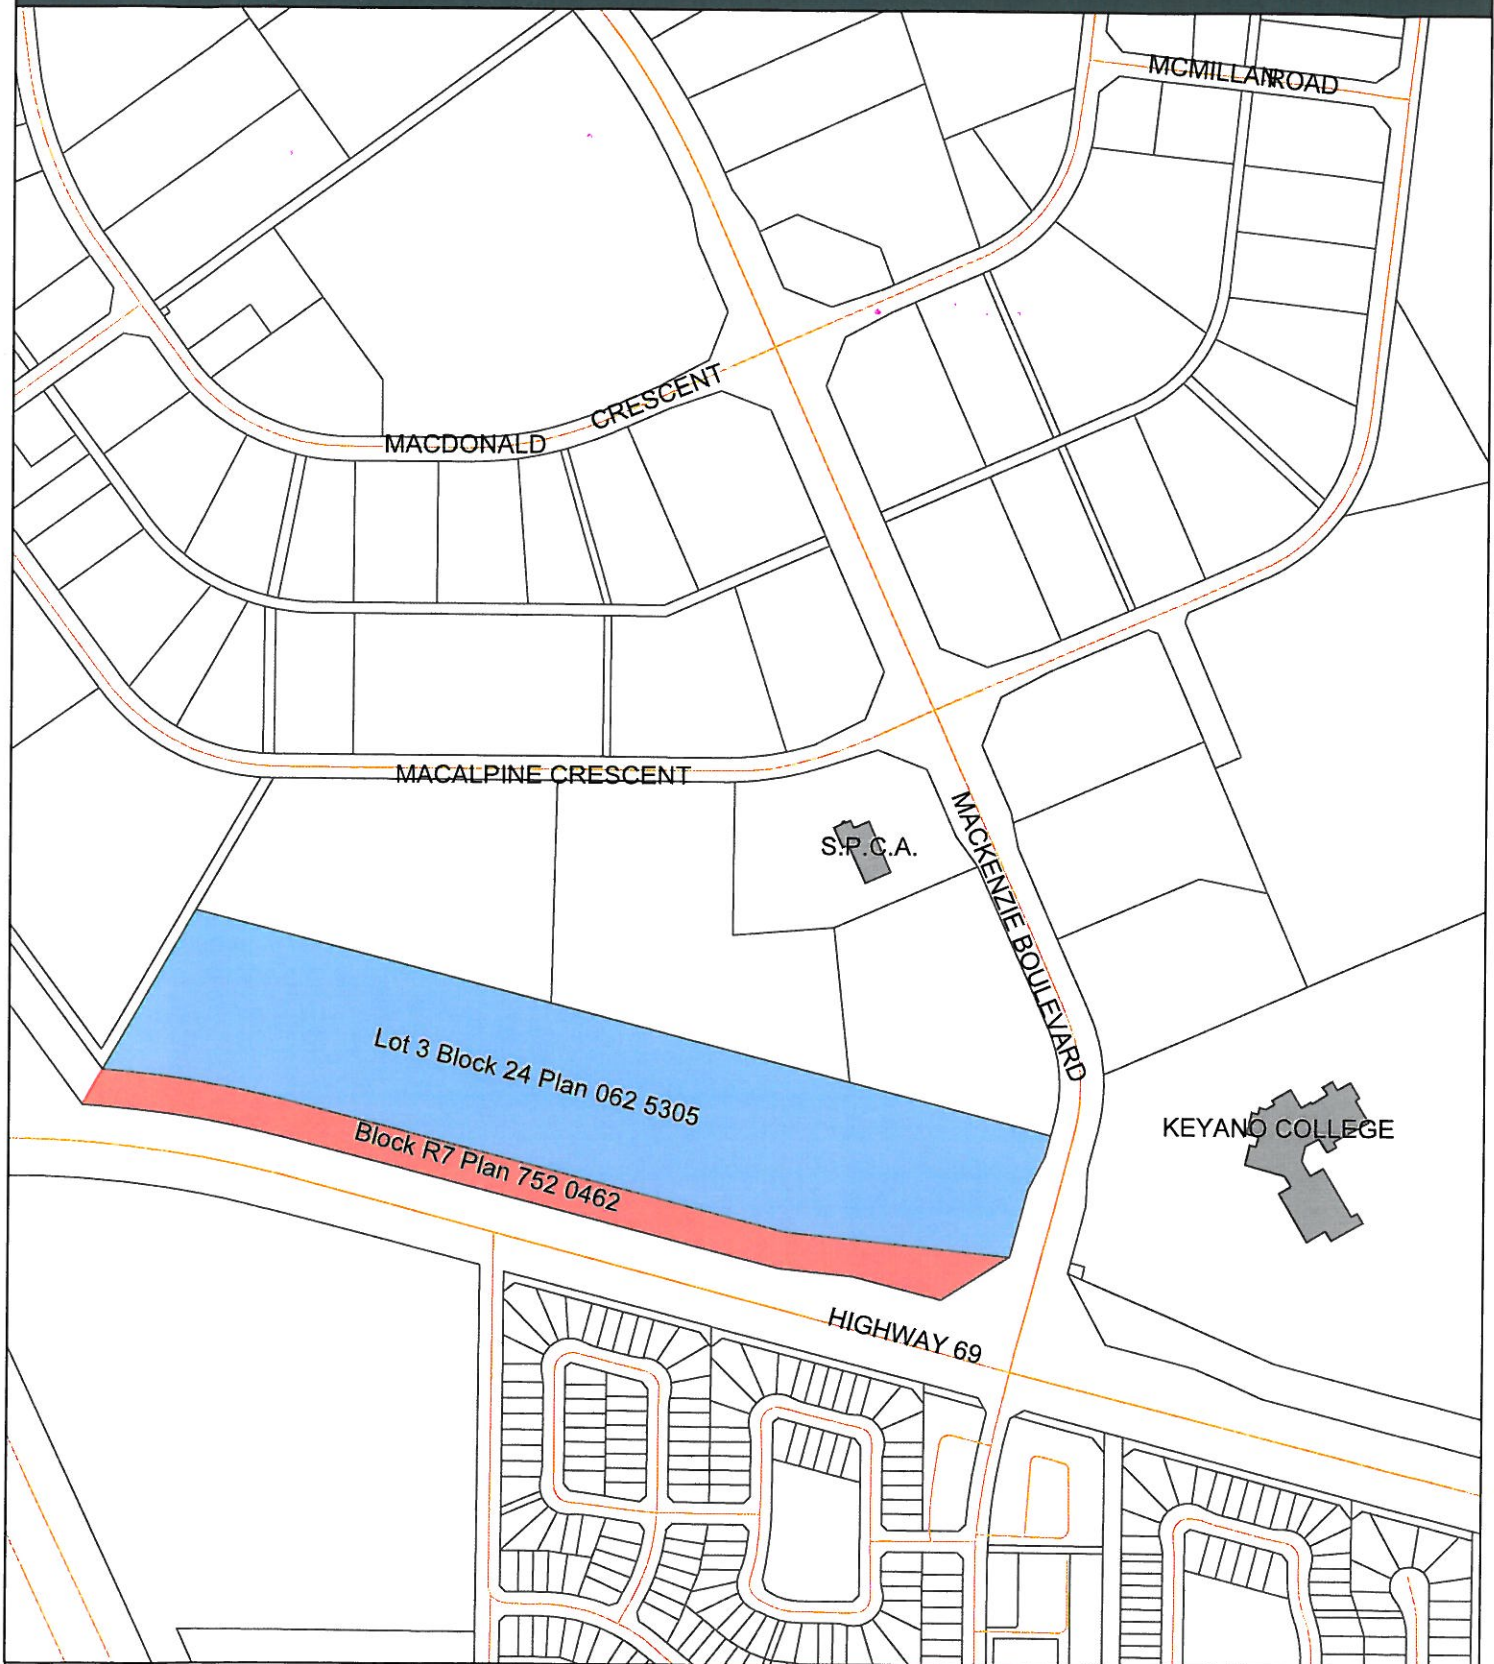 MCMILLAN ROAD
CRESCENT
MACDONALD
MACALPINE CRESCENT
S.P.C.A.
MACKENZIE BOULEVARD
Lot 3 Block 24 Plan 062 5305
KEYANO COLLEGE
Block R7 Plan 752 0462
HIGHWAY 69